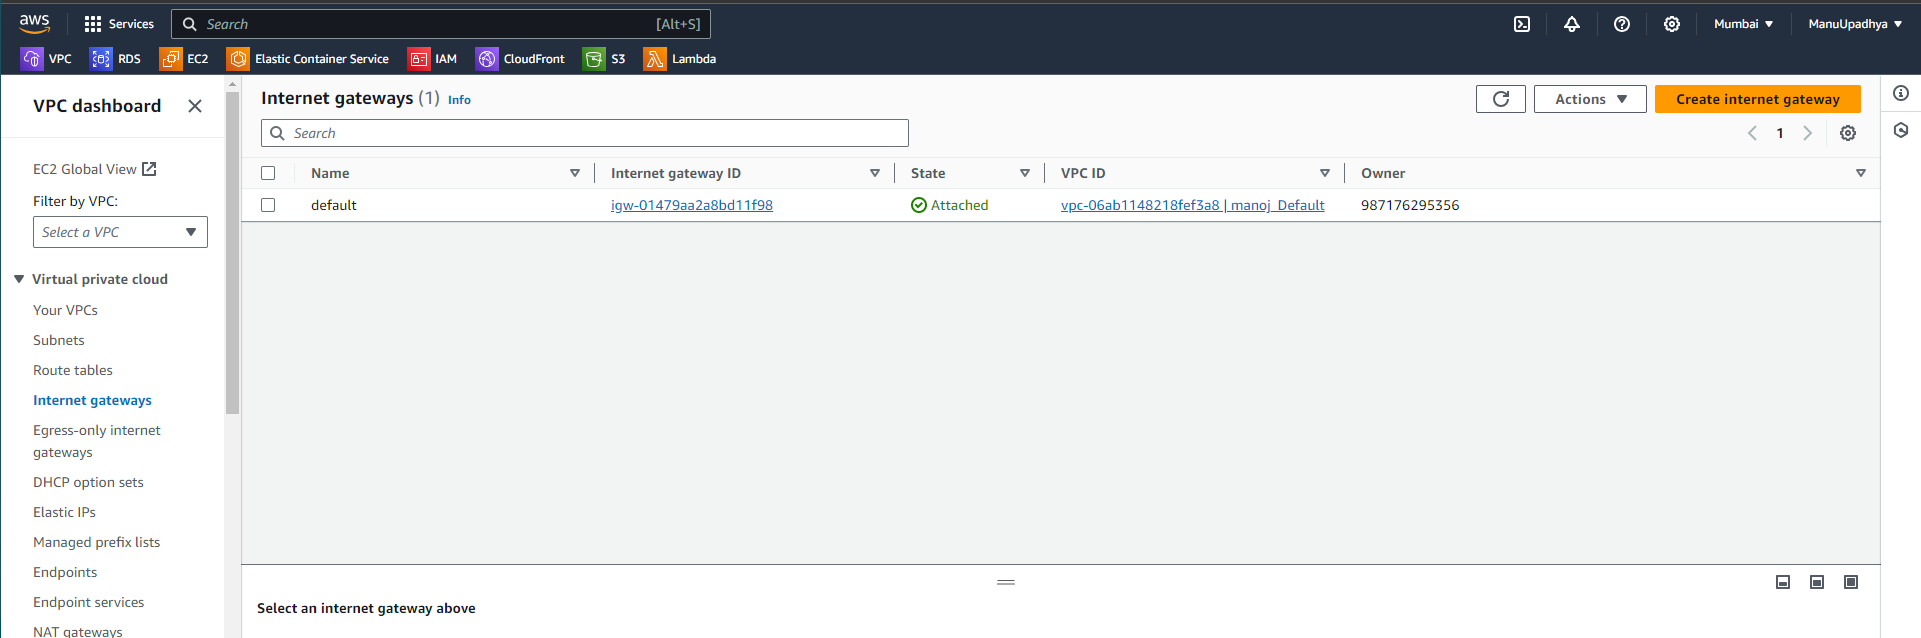 aws
Services
Search [Alt+S]
Mumbai
ManuUpadhya
VPC
RDS
EC2
Elastic Container Service
IAM
CloudFront
S3
Lambda
VPC dashboard
EC2 Global View
Filter by VPC:
Select a VPC
Virtual private cloud
Your VPCs
Subnets
Route tables
Internet gateways
Egress-only internet
gateways
DHCP option sets
Elastic IPs
Managed prefix lists
Endpoints
Endpoint services
NAT gateways
Internet gateways (1) Info
Actions
Create internet gateway
Search
1
Name Internet gateway ID State VPC ID Owner
default igw-01479aa2a8bd11f98 Attached vpc-06ab1148218fef3a8 | manoj_Default 987176295356
Select an internet gateway above